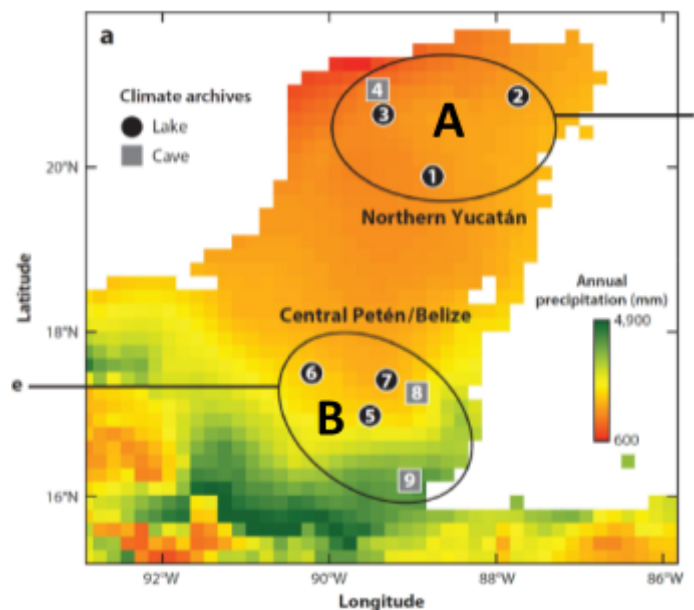 a
Climate archives
Lake
Cave
4
3
2
A
1
Northern Yucatán
20°N
Latitude
18°N
Central Petén/Belize
Annual
precipitation (mm)
4,900
600
e
6
7
8
B
5
9
16°N
92°W
90°W
88°W
86°W
Longitude